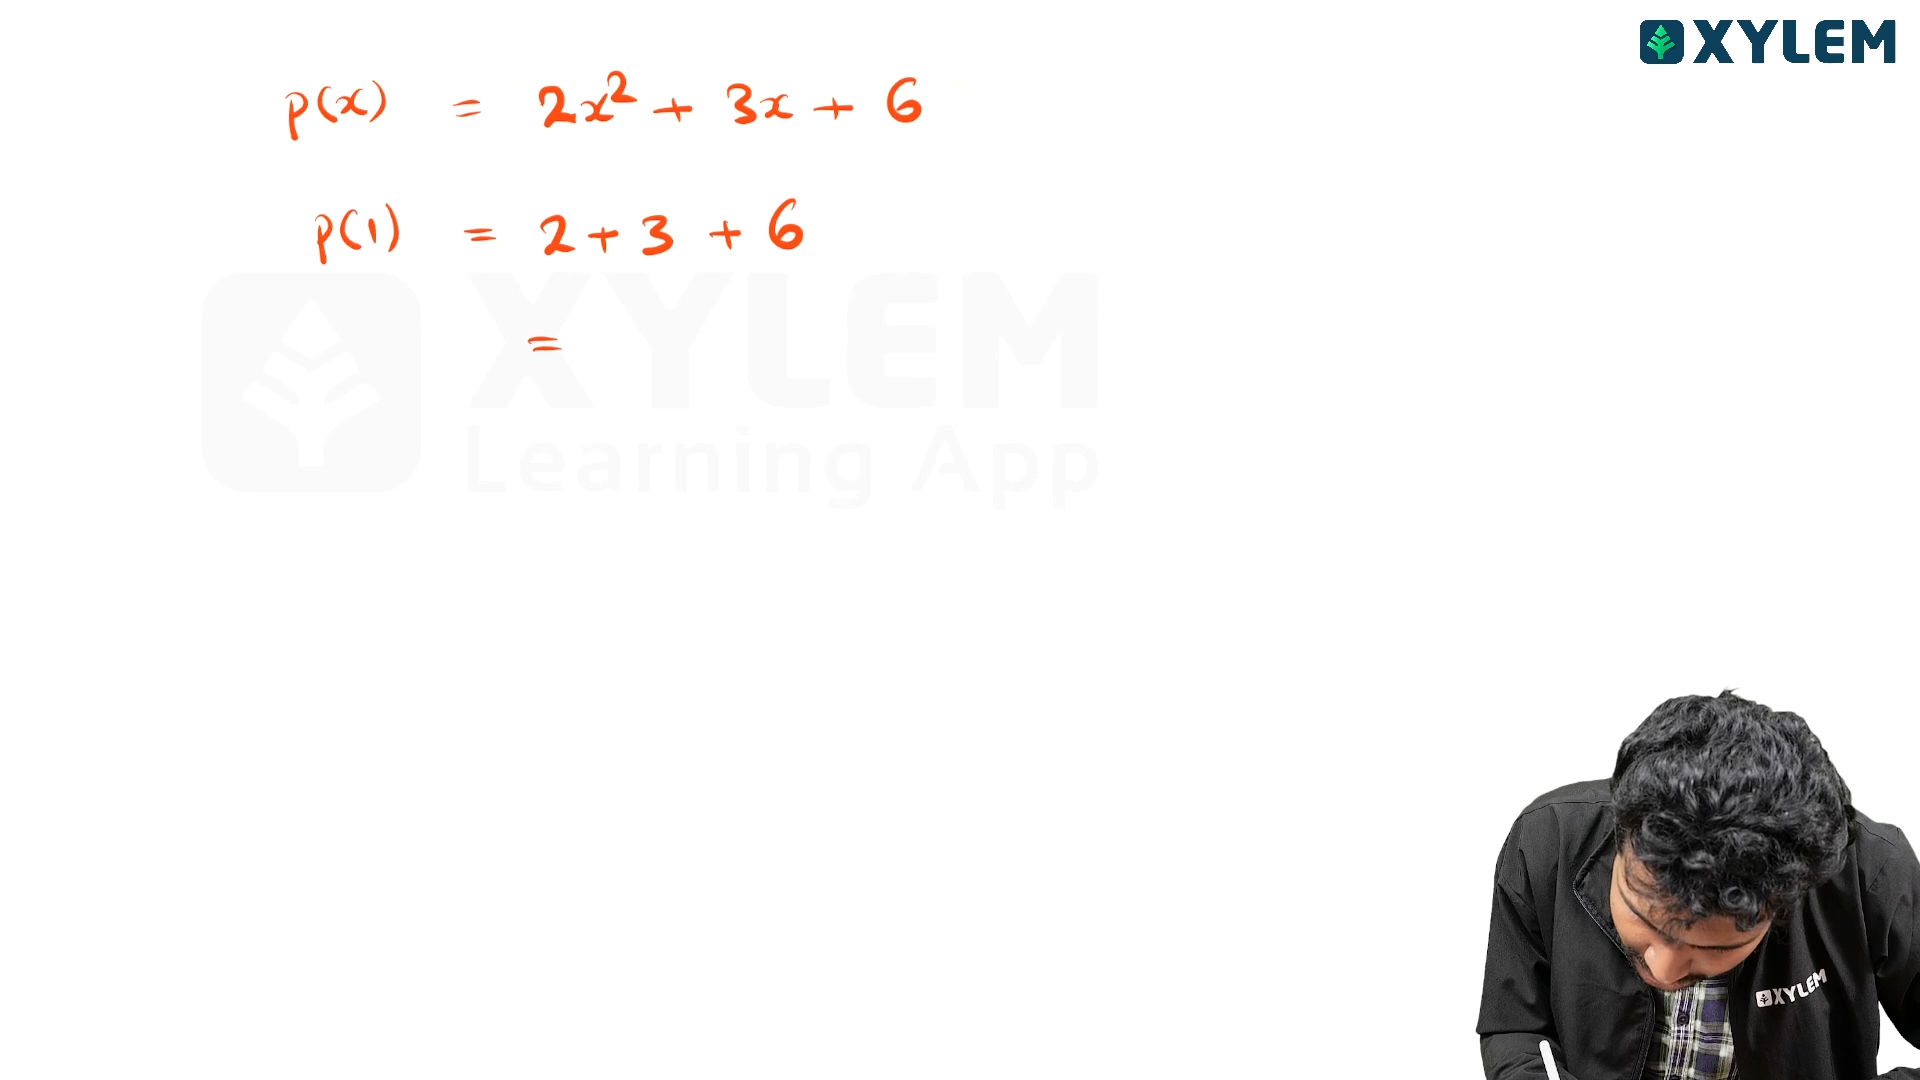 XYLEM
p(x) = 2x² + 3x + 6
p(1) = 2 + 3 + 6
=
XYLEM
Learning App
XYLEM